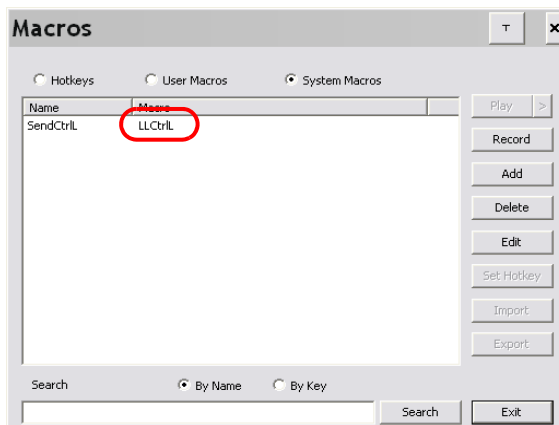 Macros
T
×
Hotkeys User Macros System Macros
Name Macro
SendCtrlL LLCtrlL
Play >
Record
Add
Delete
Edit
Set Hotkey
Import
Export
Search By Name By Key
Search Exit